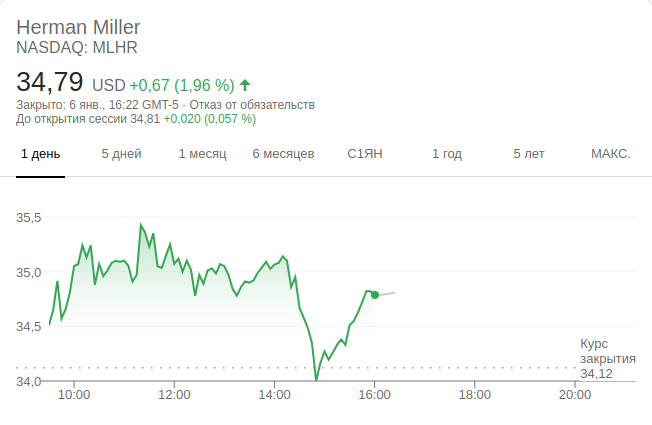 Herman Miller
NASDAQ: MLHR
34,79 USD +0,67 (1,96 %)
Закрыто: 6 янв., 16:22 GMT-5 · Отказ от обязательств
До открытия сессии 34,81 +0,020 (0,057 %)
1 день 5 дней 1 месяц 6 месяцев С1ЯН 1 год 5 лет МАКС.
35,5
35,0
34,5
Курс
закрытия
34,12
34,0
10:00 12:00 14:00 16:00 18:00 20:00